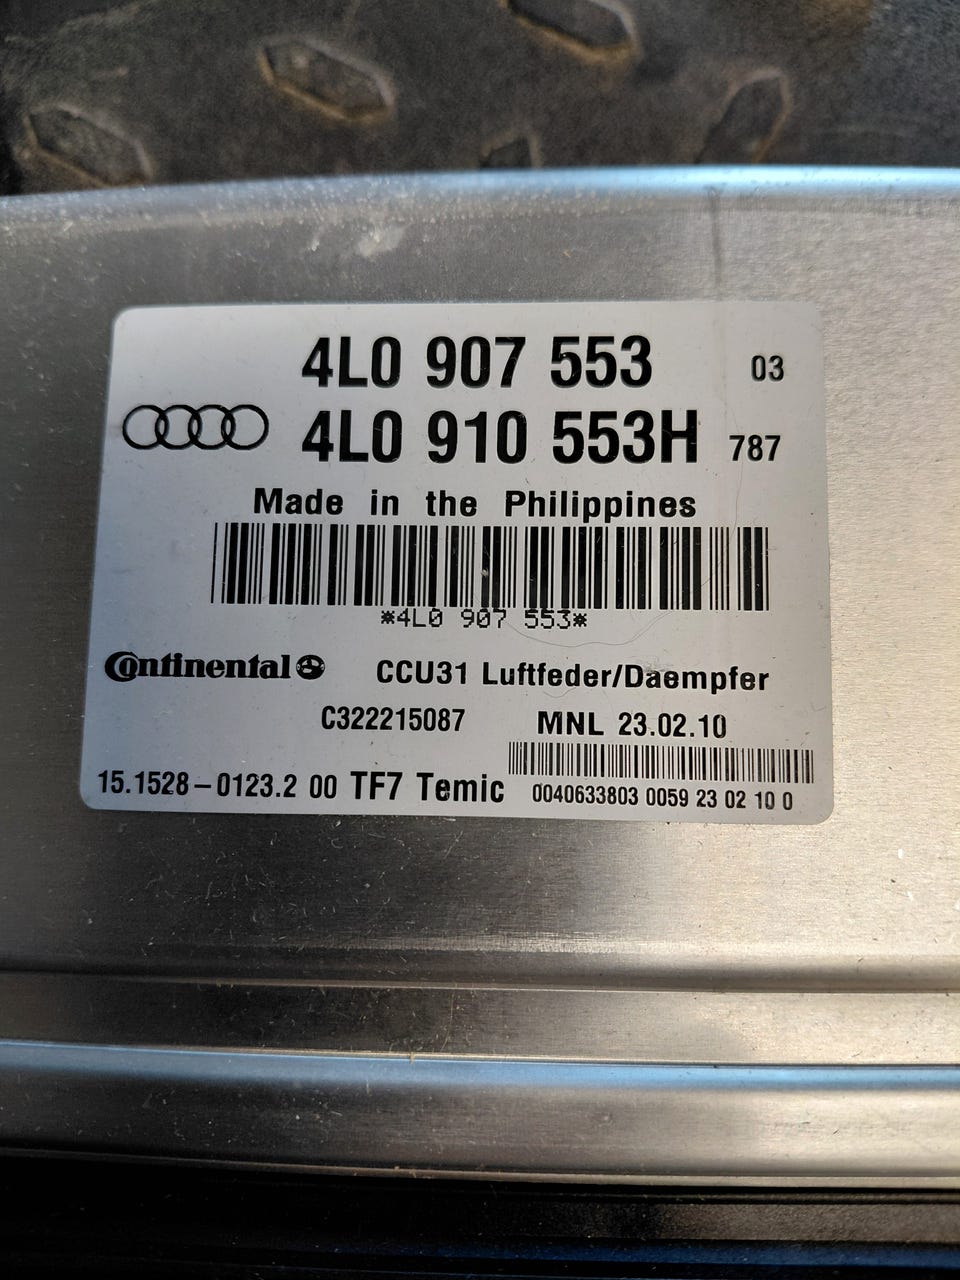 4L0 907 553 03
4L0 910 553H 787
Made in the Philippines
*4L0 907 553*
Continental CCU31 Luftfeder/Daempfer
C322215087 MNL 23.02.10
15.1528-0123.2 00 TF7 Temic
0040633803 0059 23 02 10 0